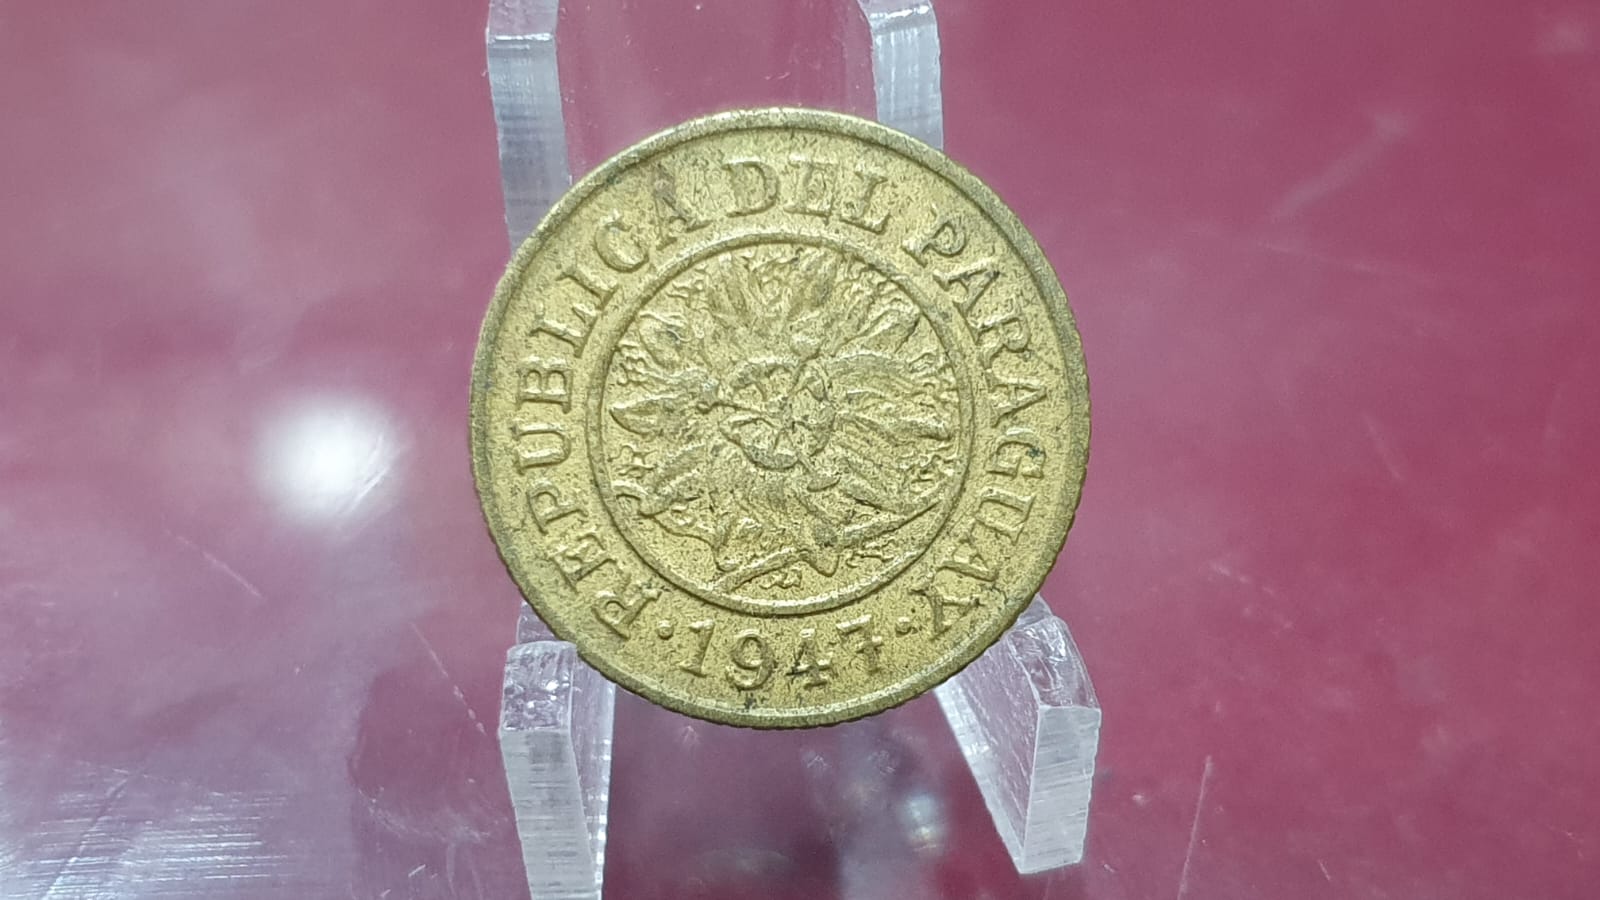 REPUBLICA DEL PARAGUAY
· 1947 ·